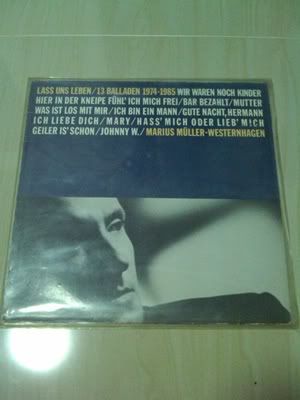 LASS UNS LEBEN/13 BALLADEN 1974-1985 WIR WAREN NOCH KINDER
HIER IN DER KNEIPE FÜHL' ICH MICH FREI/BAR BEZAHLT/MUTTER
WAS IST LOS MIT MIR/ICH BIN EIN MANN/GUTE NACHT, HERMANN
ICH LIEBE DICH/MARY/HASS' MICH ODER LIEB' MICH
GEILER IS' SCHON/JOHNNY W./MARIUS MÜLLER-WESTERNHAGEN